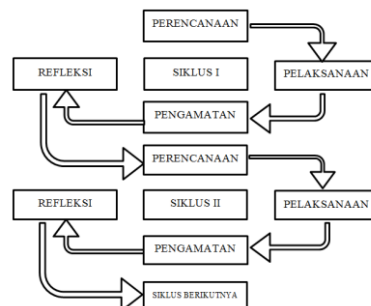 PERENCANAAN
REFLEKSI
SIKLUS I
PELAKSANAAN
PENGAMATAN
PERENCANAAN
REFLEKSI
SIKLUS II
PELAKSANAAN
PENGAMATAN
SIKLUS BERIKUTNYA